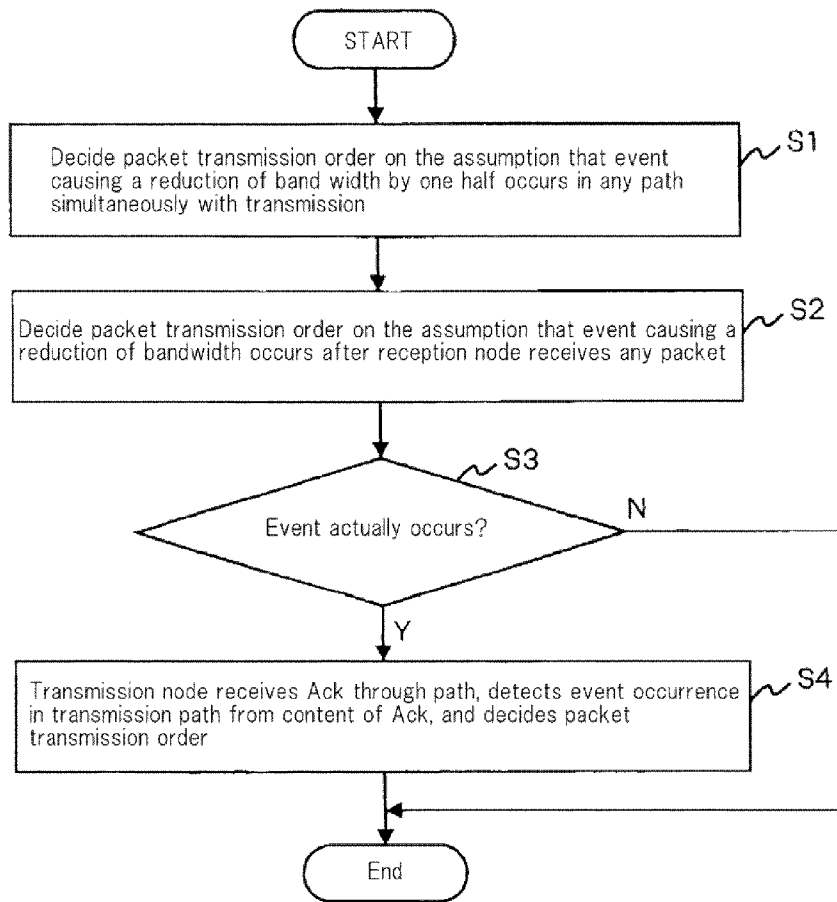 START
Decide packet transmission order on the assumption that event
causing a reduction of band width by one half occurs in any path
simultaneously with transmission
S1
Decide packet transmission order on the assumption that event causing a
reduction of bandwidth occurs after reception node receives any packet
S2
Event actually occurs?
S3
N
Y
Transmission node receives Ack through path, detects event occurrence
in transmission path from content of Ack, and decides packet
transmission order
S4
End